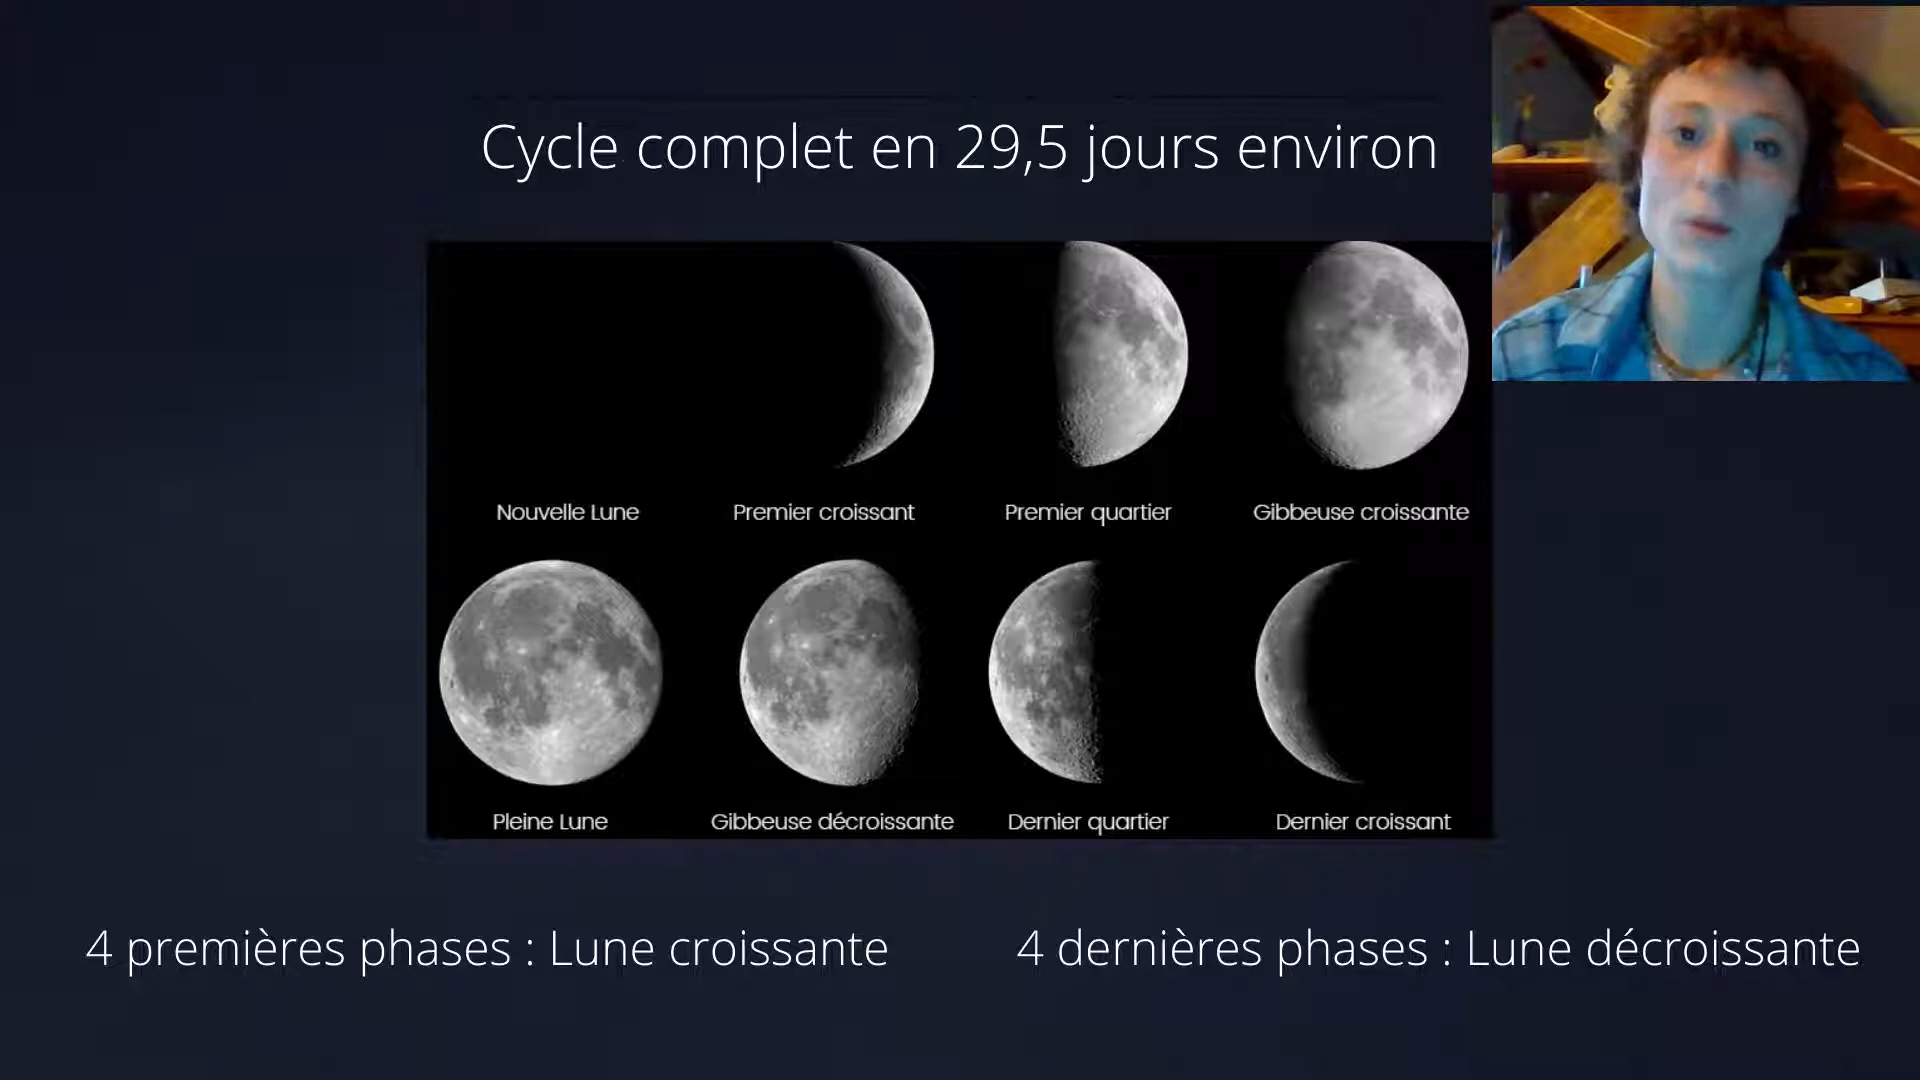 Cycle complet en 29,5 jours environ
Nouvelle Lune
Premier croissant
Premier quartier
Gibbeuse croissante
Pleine Lune
Gibbeuse décroissante
Dernier quartier
Dernier croissant
4 premières phases : Lune croissante
4 dernières phases : Lune décroissante